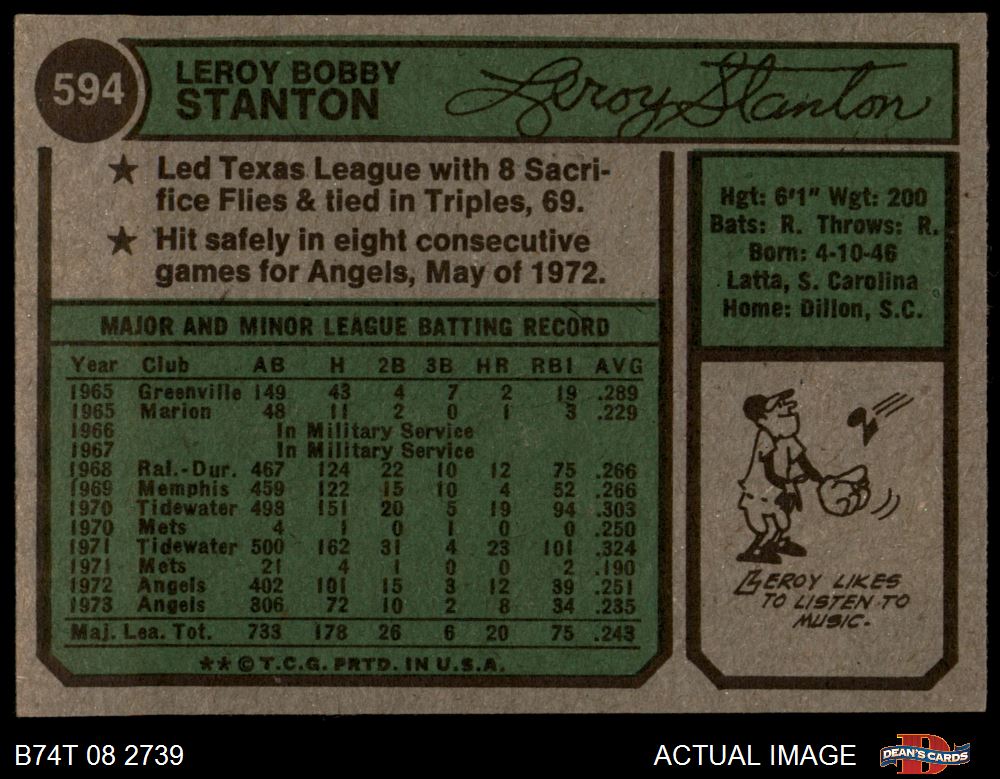 594
LEROY BOBBY
STANTON
Leroy Stanton
★ Led Texas League with 8 Sacri-
fice Flies & tied in Triples, 69.
★ Hit safely in eight consecutive
games for Angels, May of 1972.
MAJOR AND MINOR LEAGUE BATTING RECORD
Year Club AB H 2B 3B HR RBI AVG
1965 Greenville 149 43 4 7 2 19 .289
1965 Marion 48 11 2 0 1 3 .229
1966 In Military Service
1967 In Military Service
1968 Ral.-Dur. 467 124 22 10 12 75 .266
1969 Memphis 459 122 15 10 4 52 .266
1970 Tidewater 498 151 20 5 19 94 .303
1970 Mets 4 1 0 1 0 0 .250
1971 Tidewater 500 162 31 4 23 101 .324
1971 Mets 21 4 1 0 0 2 .190
1972 Angels 402 101 15 3 12 39 .251
1973 Angels 306 72 10 2 8 34 .235
Maj. Lea. Tot. 733 178 26 6 20 75 .243
★★ © T.C.G. PRTD. IN U.S.A.
Hgt: 6'1" Wgt: 200
Bats: R. Throws: R.
Born: 4-10-46
Latta, S. Carolina
Home: Dillon, S.C.
LEROY LIKES
TO LISTEN TO
MUSIC.
B74T 08 2739
ACTUAL IMAGE
DEAN'S CARDS